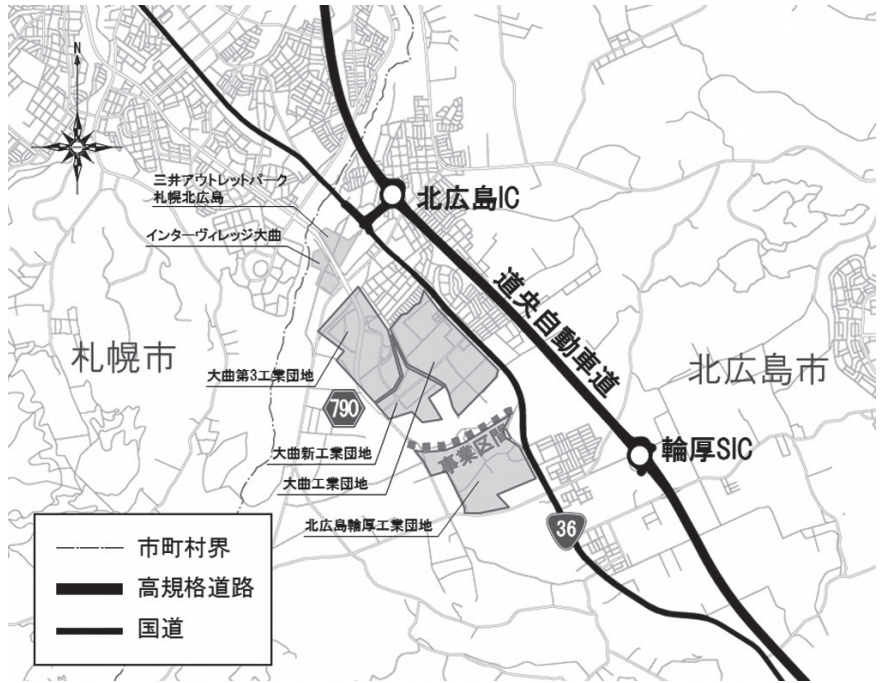 N
三井アウトレットパーク
札幌北広島
北広島IC
インターヴィレッジ大曲
道央自動車道
札幌市
北広島市
大曲第3工業団地
790
輪厚SIC
大曲新工業団地
事業区間
大曲工業団地
北広島輪厚工業団地
36
市町村界
高規格道路
国道